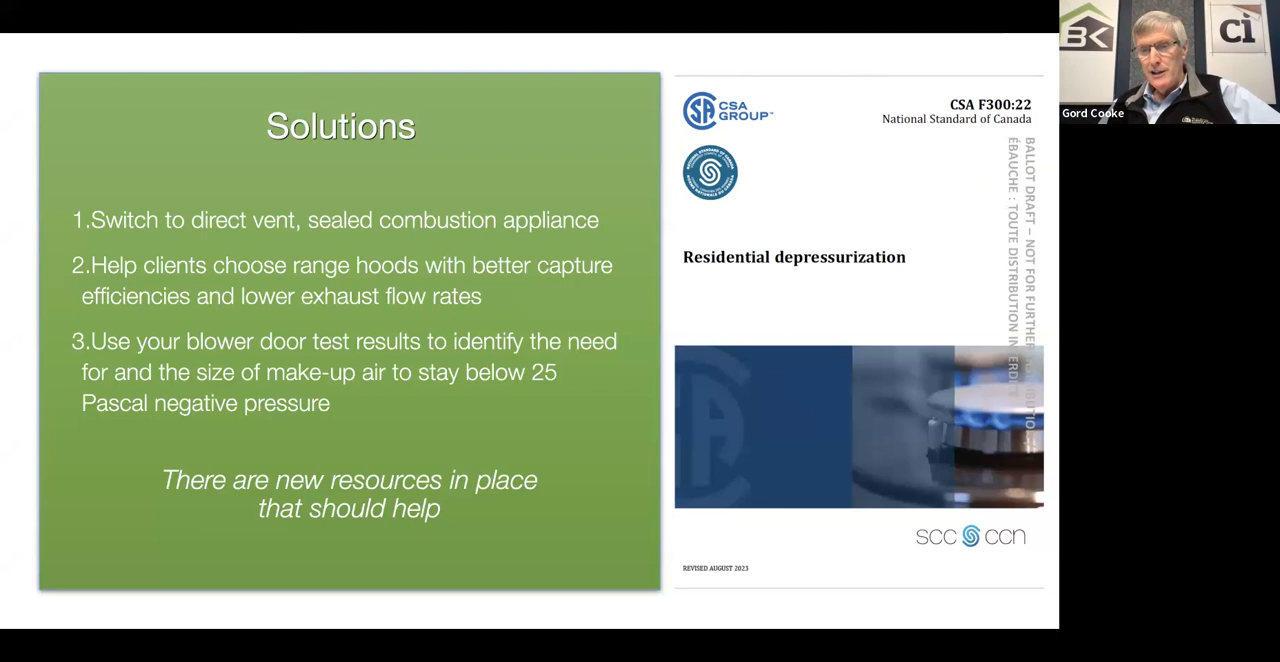 Solutions
1.Switch to direct vent, sealed combustion appliance
2.Help clients choose range hoods with better capture
efficiencies and lower exhaust flow rates
3.Use your blower door test results to identify the need
for and the size of make-up air to stay below 25
Pascal negative pressure
There are new resources in place
that should help
CSA
GROUP™
CSA F300:22
National Standard of Canada
BALLOT DRAFT – NOT FOR FURTHER
ÉBAUCHE : TOUTE DISTRIBUTION
Residential depressurization
scc ccn
REVISED AUGUST 2023
BK
ci
Gord Cooke